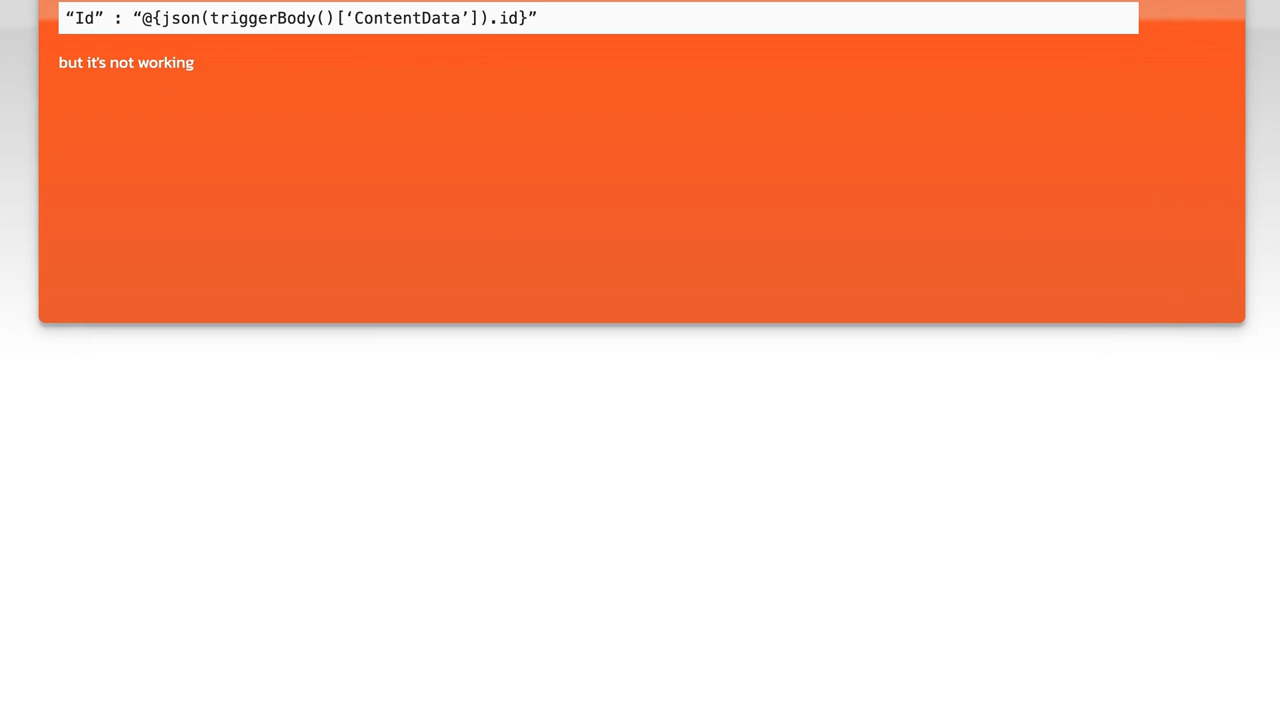 “Id” : “@{json(triggerBody()[‘ContentData’]).id}”
but it's not working